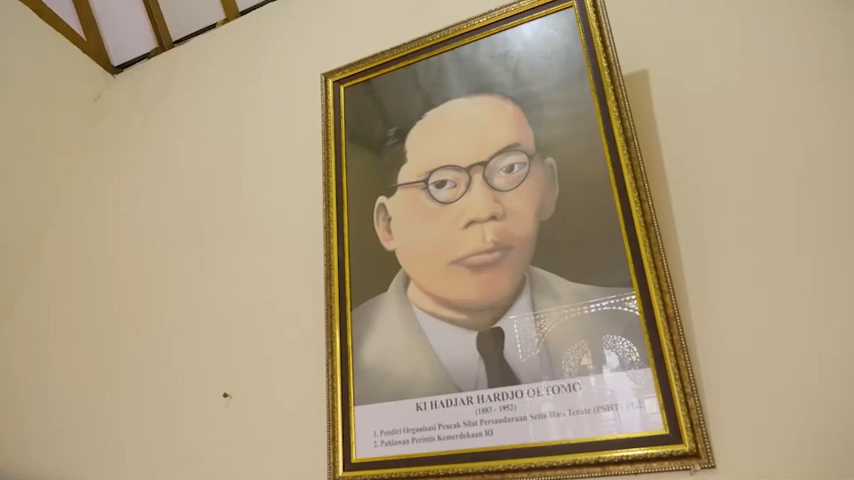 KI HADJAR HARDJO OETOMO
(1883 - 1952)
1. Pendiri Organisasi Pencak Silat Persaudaraan Setia Hati Terate (PSHT)
2. Pahlawan Perintis Kemerdekaan RI